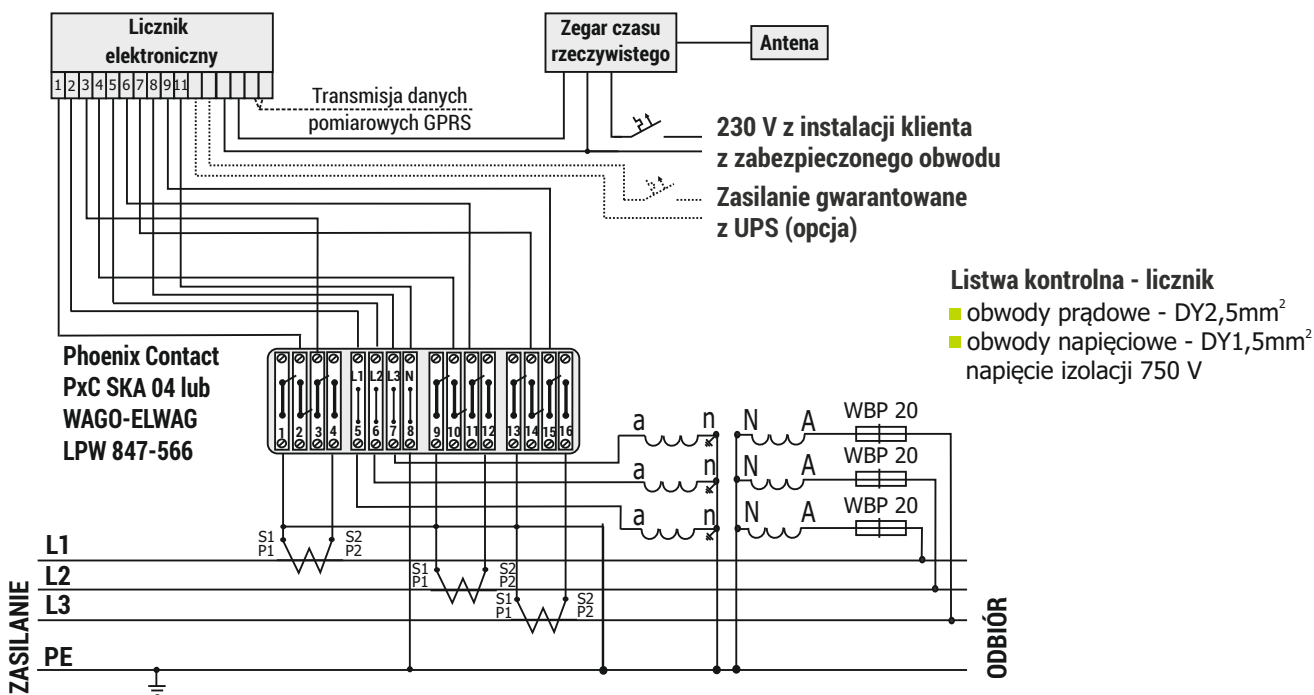 Licznik
elektroniczny
1 2 3 4 5 6 7 8 9 11
Zegar czasu
rzeczywistego
Antena
Transmisja danych
pomiarowych GPRS
230 V z instalacji klienta
z zabezpieczonego obwodu
Zasilanie gwarantowane
z UPS (opcja)
Listwa kontrolna - licznik
obwody prądowe - DY2,5mm²
obwody napięciowe - DY1,5mm²
napięcie izolacji 750 V
Phoenix Contact
PxC SKA 04 lub
WAGO-ELWAG
LPW 847-566
L1 L2 L3 N
1 2 3 4 5 6 7 8 9 10 11 12 13 14 15 16
a n N A WBP 20
a n N A WBP 20
a n N A WBP 20
S1 S2
P1 P2
L1
S1 S2
P1 P2
L2
S1 S2
P1 P2
L3
PE
ZASILANIE
ODBIÓR